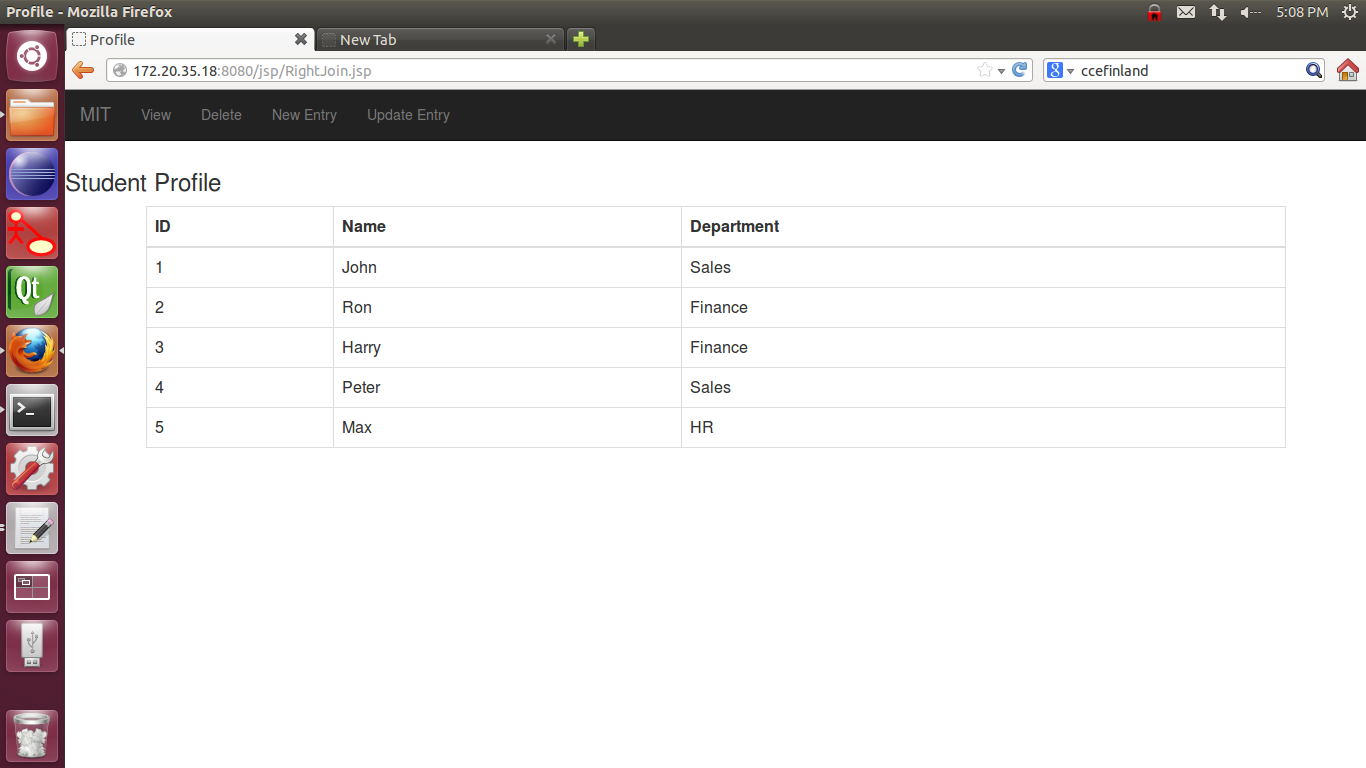 Profile - Mozilla Firefox
5:08 PM
Profile
New Tab
172.20.35.18:8080/jsp/RightJoin.jsp
8
ccefinland
MIT View Delete New Entry Update Entry
Student Profile
ID Name Department
1 John Sales
2 Ron Finance
3 Harry Finance
4 Peter Sales
5 Max HR
Qt
>_